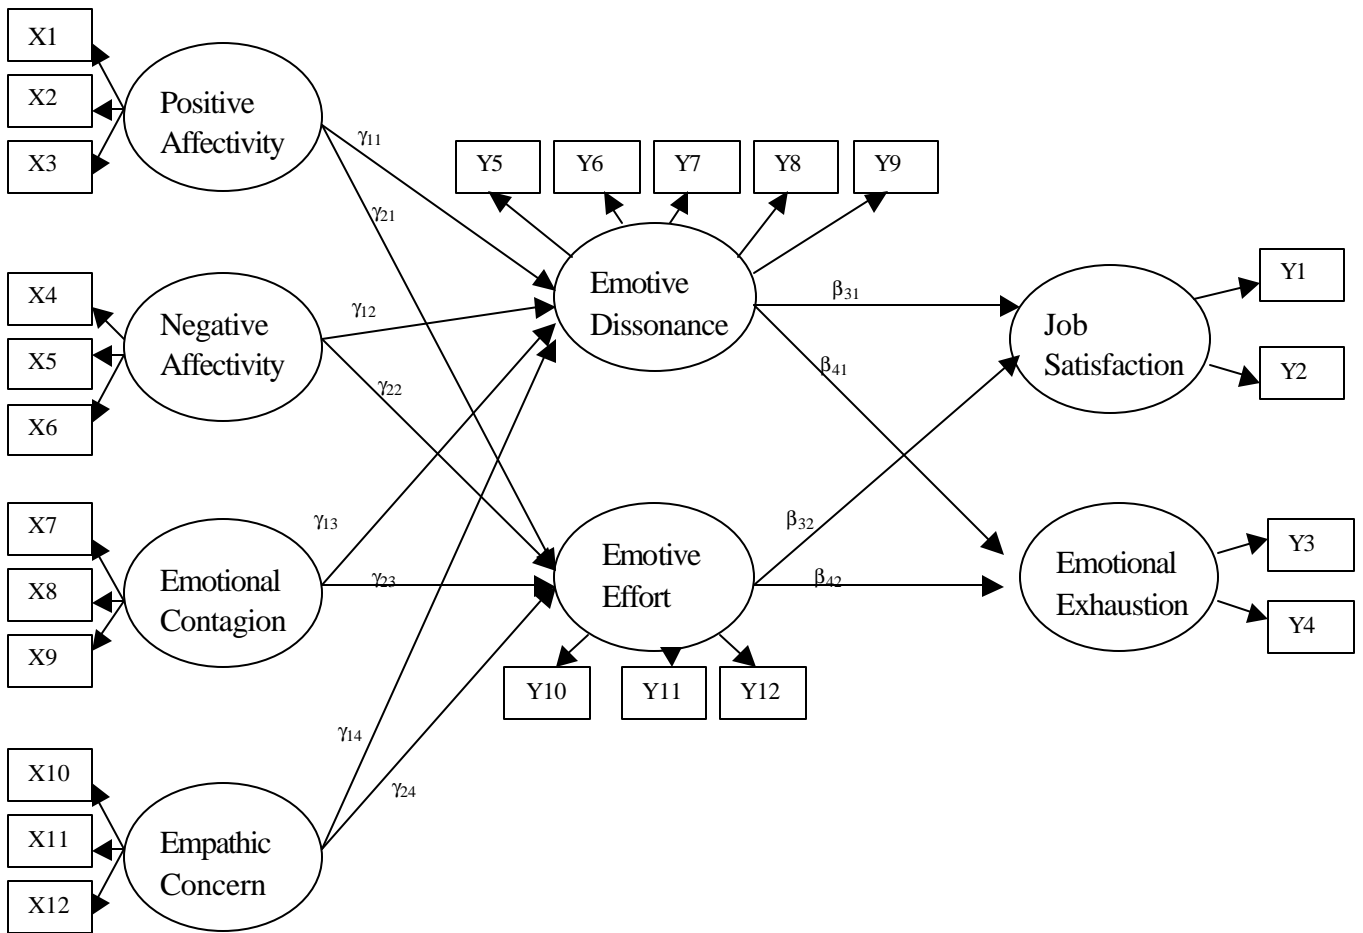 X1
X2
X3
Positive
Affectivity
γ11
γ21
Y5
Y6
Y7
Y8
Y9
X4
X5
X6
Negative
Affectivity
γ12
γ22
Emotive
Dissonance
β31
β41
Job
Satisfaction
Y1
Y2
X7
X8
X9
Emotional
Contagion
γ13
γ23
Emotive
Effort
β32
β42
Emotional
Exhaustion
Y3
Y4
Y10
Y11
Y12
X10
X11
X12
Empathic
Concern
γ14
γ24